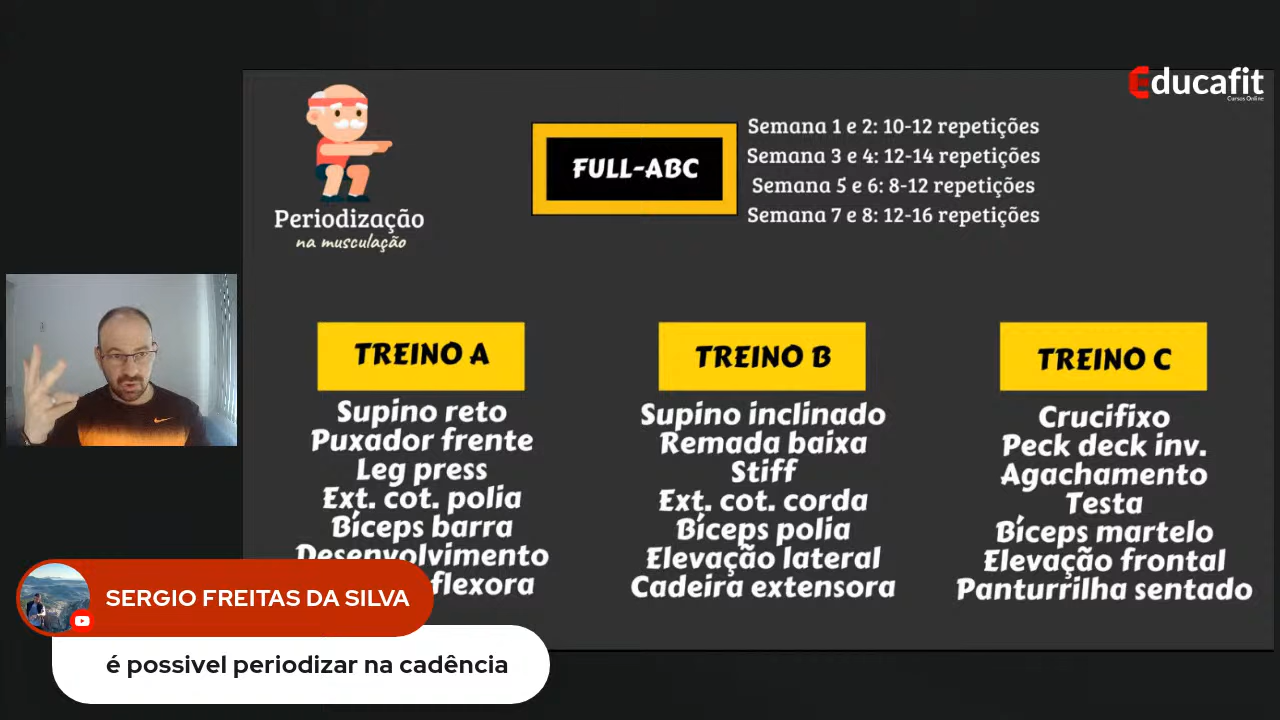 Educafit
Cursos Online
Periodização
na musculação
FULL-ABC
Semana 1 e 2: 10-12 repetições
Semana 3 e 4: 12-14 repetições
Semana 5 e 6: 8-12 repetições
Semana 7 e 8: 12-16 repetições
TREINO A
Supino reto
Puxador frente
Leg press
Ext. cot. polia
Bíceps barra
Desenvolvimento
flexora
TREINO B
Supino inclinado
Remada baixa
Stiff
Ext. cot. corda
Bíceps polia
Elevação lateral
Cadeira extensora
TREINO C
Crucifixo
Peck deck inv.
Agachamento
Testa
Bíceps martelo
Elevação frontal
Panturrilha sentado
SERGIO FREITAS DA SILVA
é possivel periodizar na cadência